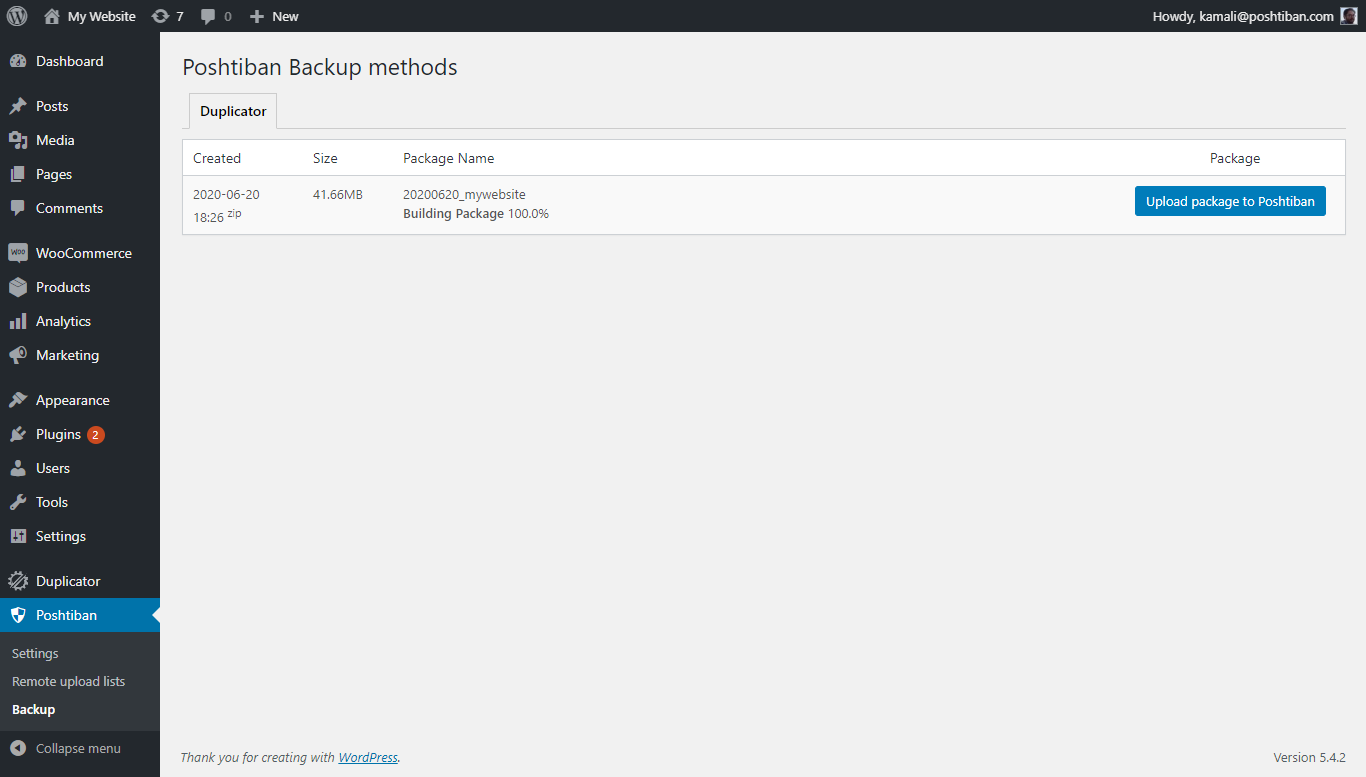 My Website 7 0 New Howdy, kamali@poshtiban.com
Dashboard
Posts
Media
Pages
Comments
WOO WooCommerce
Products
Analytics
Marketing
Appearance
Plugins 2
Users
Tools
Settings
Duplicator
Poshtiban
Settings
Remote upload lists
Backup
Collapse menu
Poshtiban Backup methods
Duplicator
Created Size Package Name Package
2020-06-20 41.66MB 20200620_mywebsite Upload package to Poshtiban
18:26 zip Building Package 100.0%
Thank you for creating with WordPress. Version 5.4.2